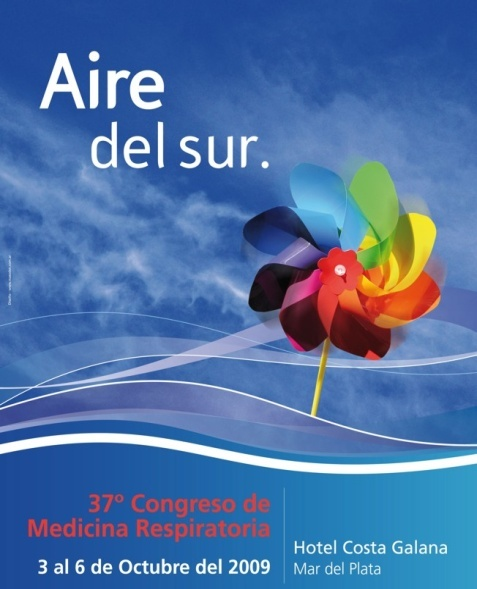 Aire
del sur.
37º Congreso de
Medicina Respiratoria
3 al 6 de Octubre del 2009
Hotel Costa Galana
Mar del Plata